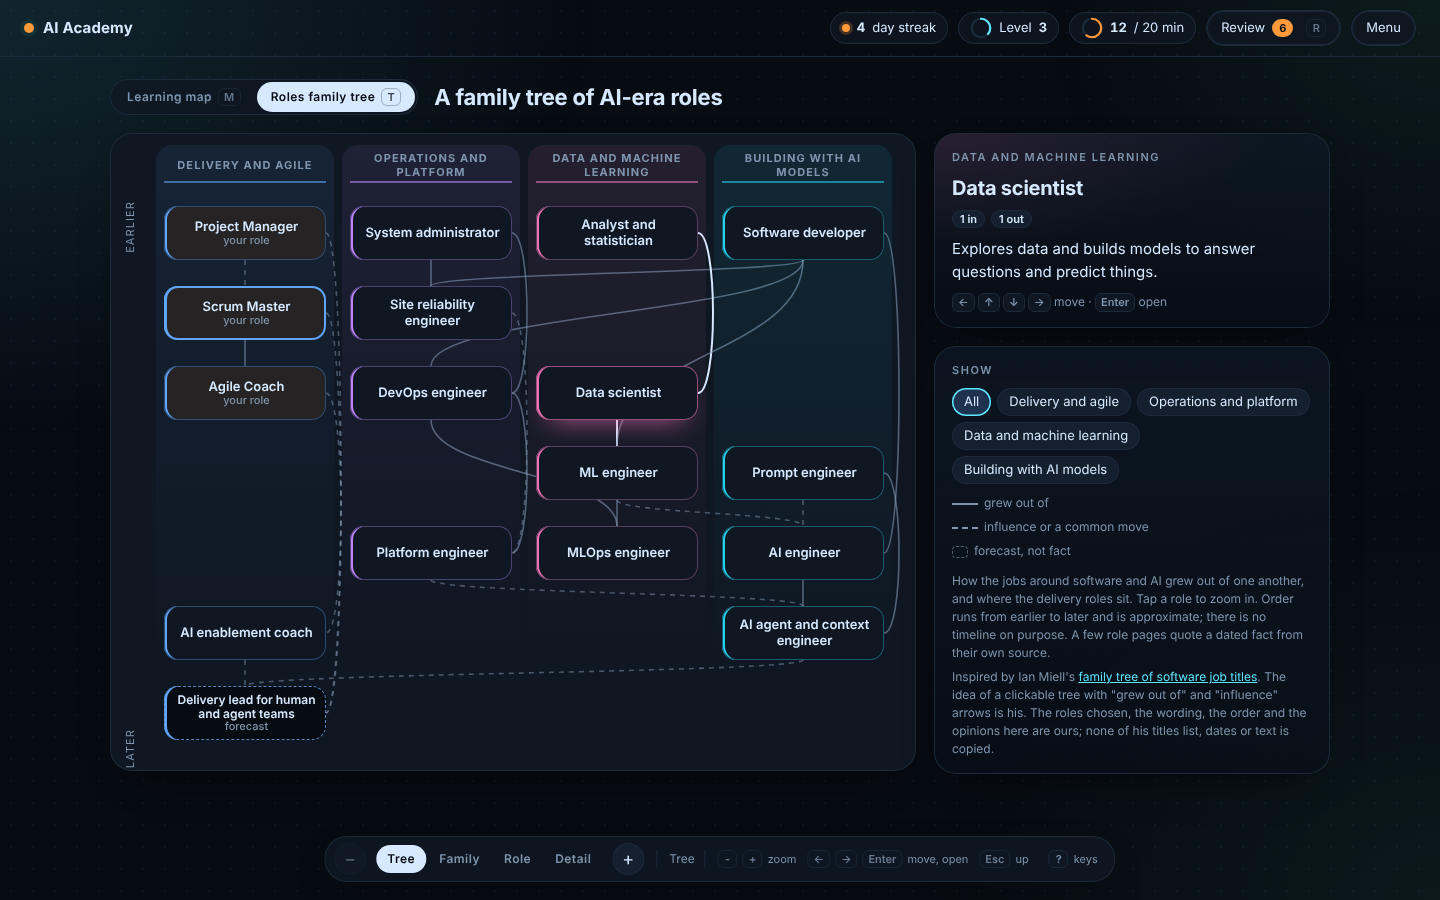 AI Academy
4 day streak
Level 3
12 / 20 min
Review 6 R
Menu
Learning map M
Roles family tree T
A family tree of AI-era roles
EARLIER
LATER
DELIVERY AND AGILE
OPERATIONS AND
PLATFORM
DATA AND MACHINE
LEARNING
BUILDING WITH AI
MODELS
Project Manager
your role
System administrator
Analyst and
statistician
Software developer
Scrum Master
your role
Site reliability
engineer
Agile Coach
your role
DevOps engineer
Data scientist
ML engineer
Prompt engineer
Platform engineer
MLOps engineer
AI engineer
AI enablement coach
AI agent and context
engineer
Delivery lead for human
and agent teams
forecast
DATA AND MACHINE LEARNING
Data scientist
1 in 1 out
Explores data and builds models to answer
questions and predict things.
← ↑ ↓ → move · Enter open
SHOW
All Delivery and agile Operations and platform
Data and machine learning
Building with AI models
grew out of
influence or a common move
forecast, not fact
How the jobs around software and AI grew out of one another,
and where the delivery roles sit. Tap a role to zoom in. Order
runs from earlier to later and is approximate; there is no
timeline on purpose. A few role pages quote a dated fact from
their own source.
Inspired by Ian Miell's family tree of software job titles. The
idea of a clickable tree with "grew out of" and "influence"
arrows is his. The roles chosen, the wording, the order and the
opinions here are ours; none of his titles list, dates or text is
copied.
− Tree Family Role Detail + Tree - + zoom ← → Enter move, open Esc up ? keys